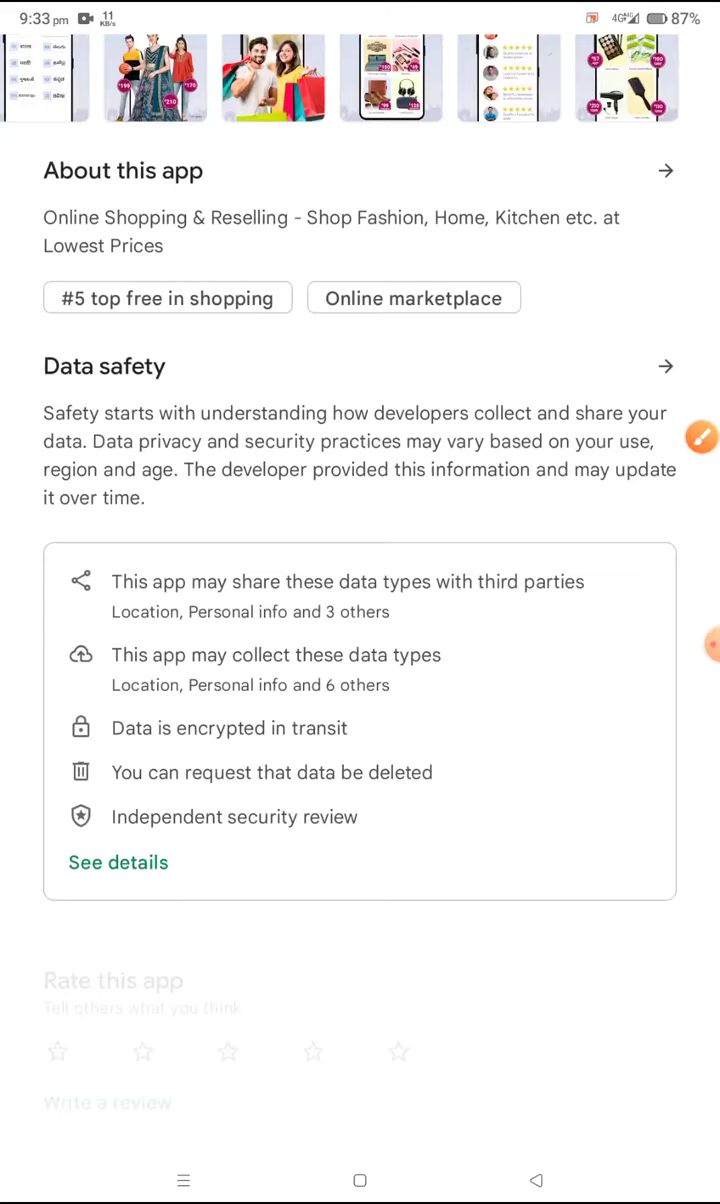 9:33 pm 11 KB/s 4G 87%
₹199 ₹210 ₹170
About this app
Online Shopping & Reselling - Shop Fashion, Home, Kitchen etc. at
Lowest Prices
#5 top free in shopping Online marketplace
Data safety
Safety starts with understanding how developers collect and share your
data. Data privacy and security practices may vary based on your use,
region and age. The developer provided this information and may update
it over time.
This app may share these data types with third parties
Location, Personal info and 3 others
This app may collect these data types
Location, Personal info and 6 others
Data is encrypted in transit
You can request that data be deleted
Independent security review
See details
Rate this app
Tell others what you think
Write a review